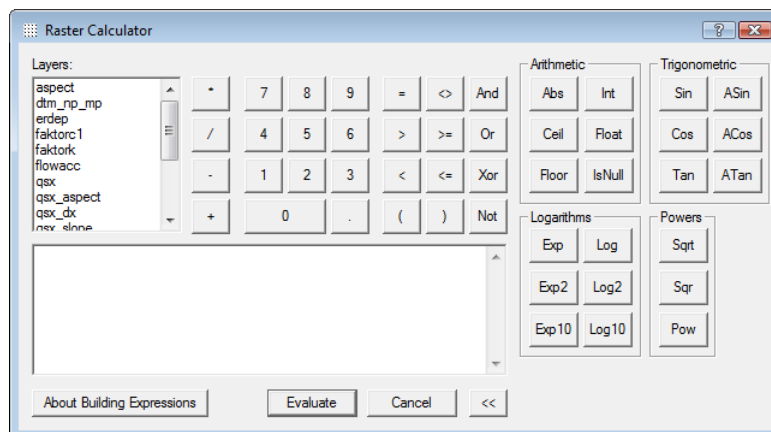 Raster Calculator
?
Layers:
aspect
dtm_np_mp
erdep
faktorc1
faktork
flowacc
qsx
qsx_aspect
qsx_dx
qsx_slope
* 7 8 9 = <> And
/ 4 5 6 > >= Or
- 1 2 3 < <= Xor
+ 0 . ( ) Not
Arithmetic
Abs Int
Ceil Float
Floor IsNull
Trigonometric
Sin ASin
Cos ACos
Tan ATan
Logarithms
Exp Log
Exp2 Log2
Exp10 Log10
Powers
Sqrt
Sqr
Pow
About Building Expressions Evaluate Cancel <<